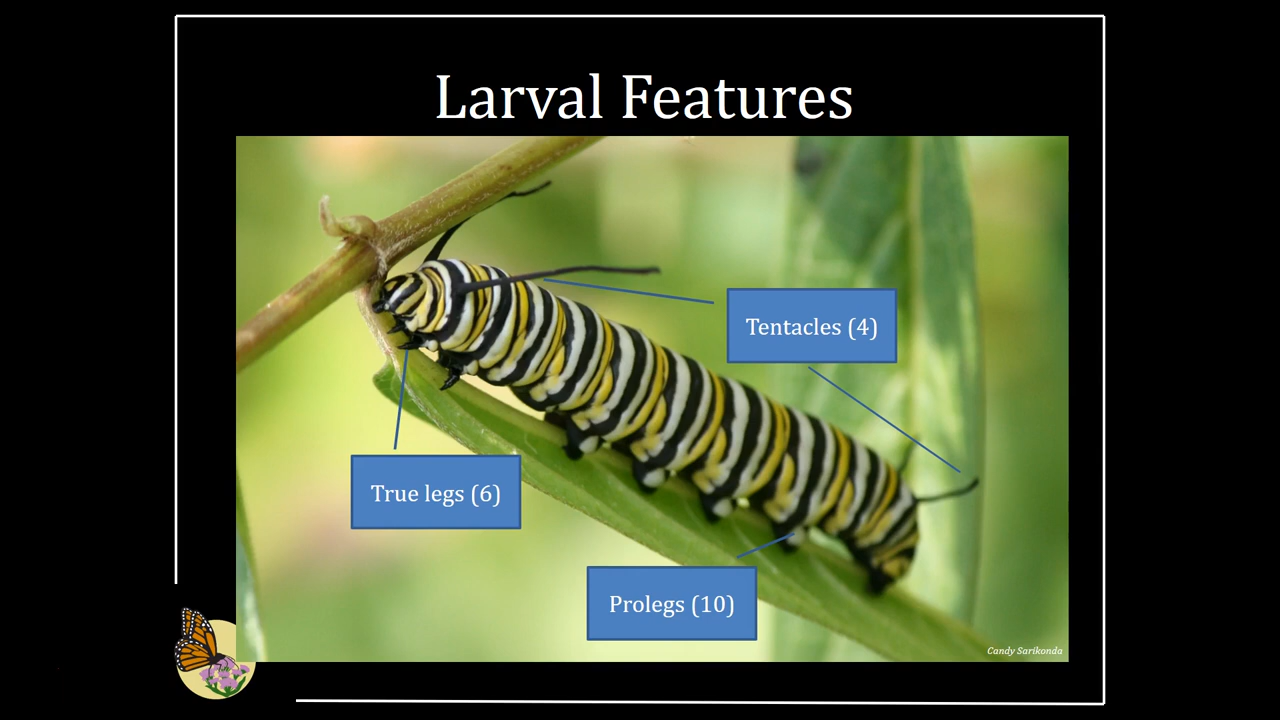 Larval Features
Tentacles (4)
True legs (6)
Prolegs (10)
Candy Sarikonda